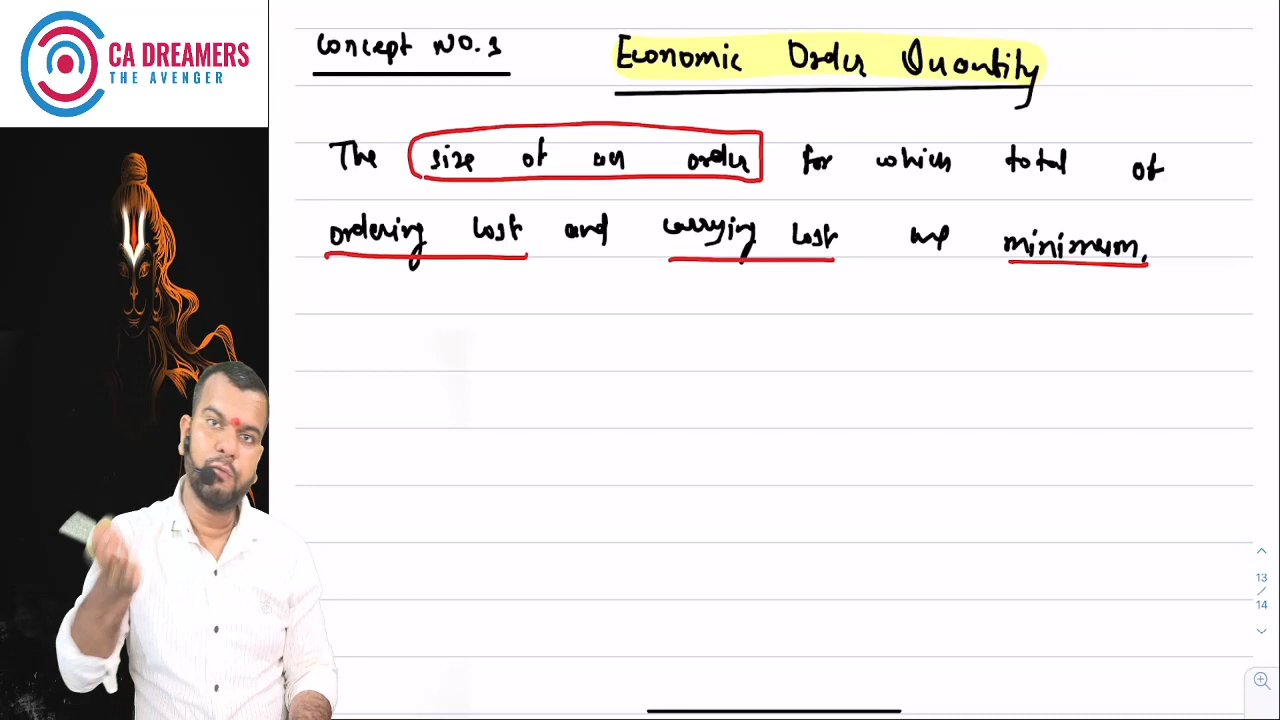 CA DREAMERS
THE AVENGER
Concept NO. 1 Economic Order Quantity
The size of an order for which total of
ordering Cost and carrying Cost are minimum.
13
/
14